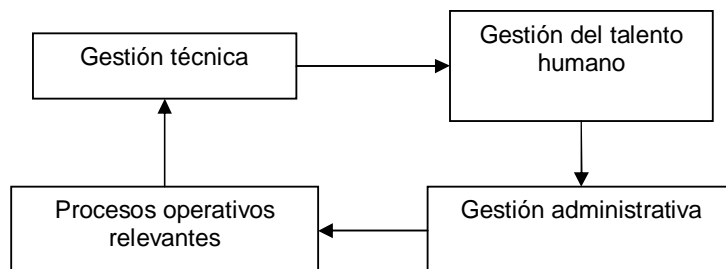 Gestión técnica
Gestión del talento
humano
Procesos operativos
relevantes
Gestión administrativa